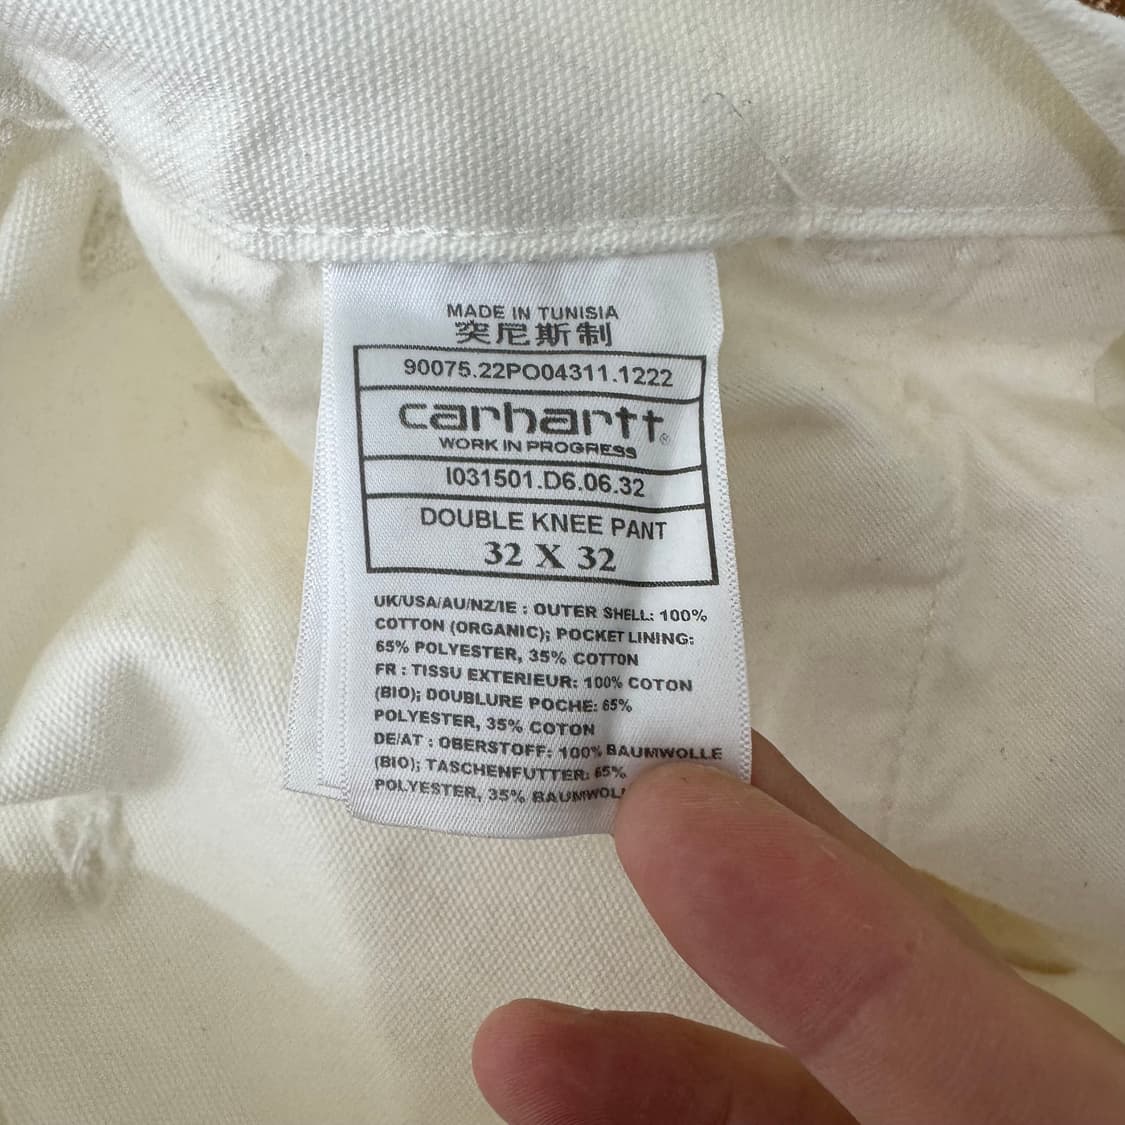 MADE IN TUNISIA
突尼斯制
90075.22PO04311.1222
carhartt®
WORK IN PROGRESS
I031501.D6.06.32
DOUBLE KNEE PANT
32 X 32
UK/USA/AU/NZ/IE : OUTER SHELL: 100%
COTTON (ORGANIC); POCKET LINING:
65% POLYESTER, 35% COTTON
FR : TISSU EXTERIEUR: 100% COTON
(BIO); DOUBLURE POCHE: 65%
POLYESTER, 35% COTON
DE/AT : OBERSTOFF: 100% BAUMWOLLE
(BIO); TASCHENFUTTER: 65%
POLYESTER, 35%